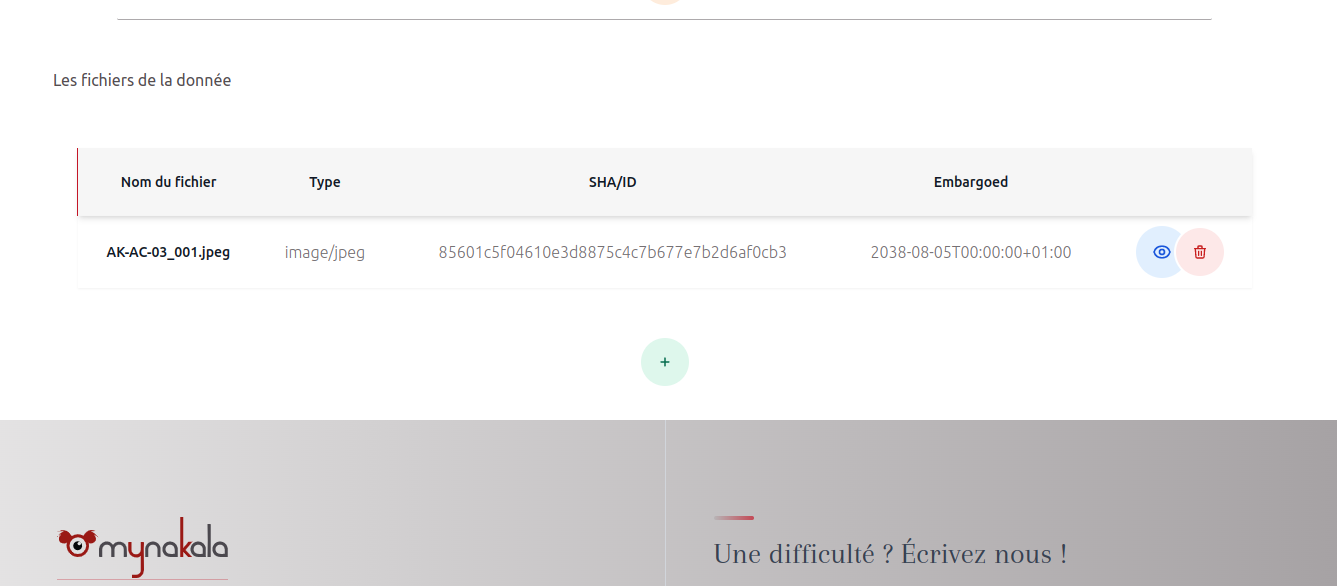 Les fichiers de la donnée
Nom du fichier Type SHA/ID Embargoed
AK-AC-03_001.jpeg image/jpeg 85601c5f04610e3d8875c4c7b677e7b2d6af0cb3 2038-08-05T00:00:00+01:00
+
mynakala
Une difficulté ? Écrivez nous !